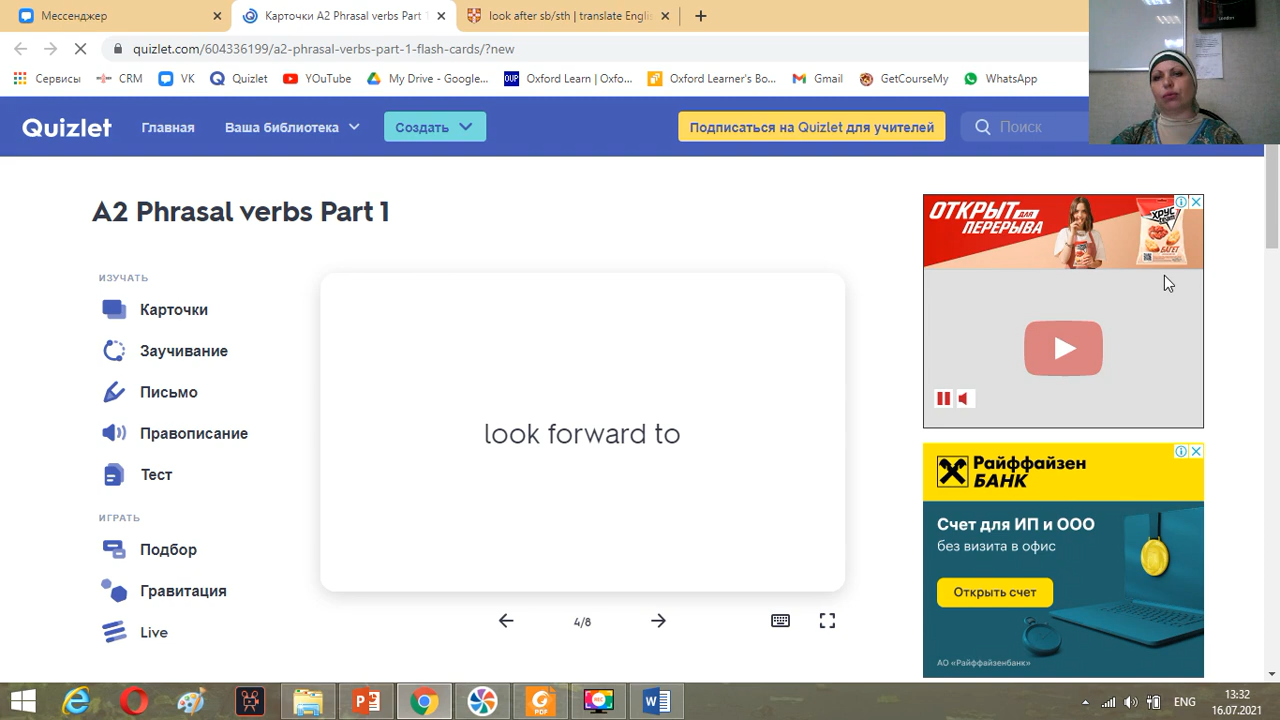 Мессенджер
Карточки A2 Phrasal verbs Part 1
look after sb/sth | translate Engli
quizlet.com/604336199/a2-phrasal-verbs-part-1-flash-cards/?new
Сервисы
CRM
VK
Quizlet
YouTube
My Drive - Google...
OUP
Oxford Learn | Oxfo...
Oxford Learner's Bo...
Gmail
GetCourseMy
WhatsApp
Quizlet
Главная
Ваша библиотека
Создать
Подписаться на Quizlet для учителей
Поиск
A2 Phrasal verbs Part 1
ИЗУЧАТЬ
Карточки
Заучивание
Письмо
Правописание
Тест
ИГРАТЬ
Подбор
Гравитация
Live
look forward to
4/8
ОТКРЫТ ДЛЯ
ПЕРЕРЫВА
ХРУС
БАГЕТ
Райффайзен
БАНК
Счет для ИП и ООО
без визита в офис
Открыть счет
АО «Райффайзенбанк»
PDF
ENG
13:32
16.07.2021